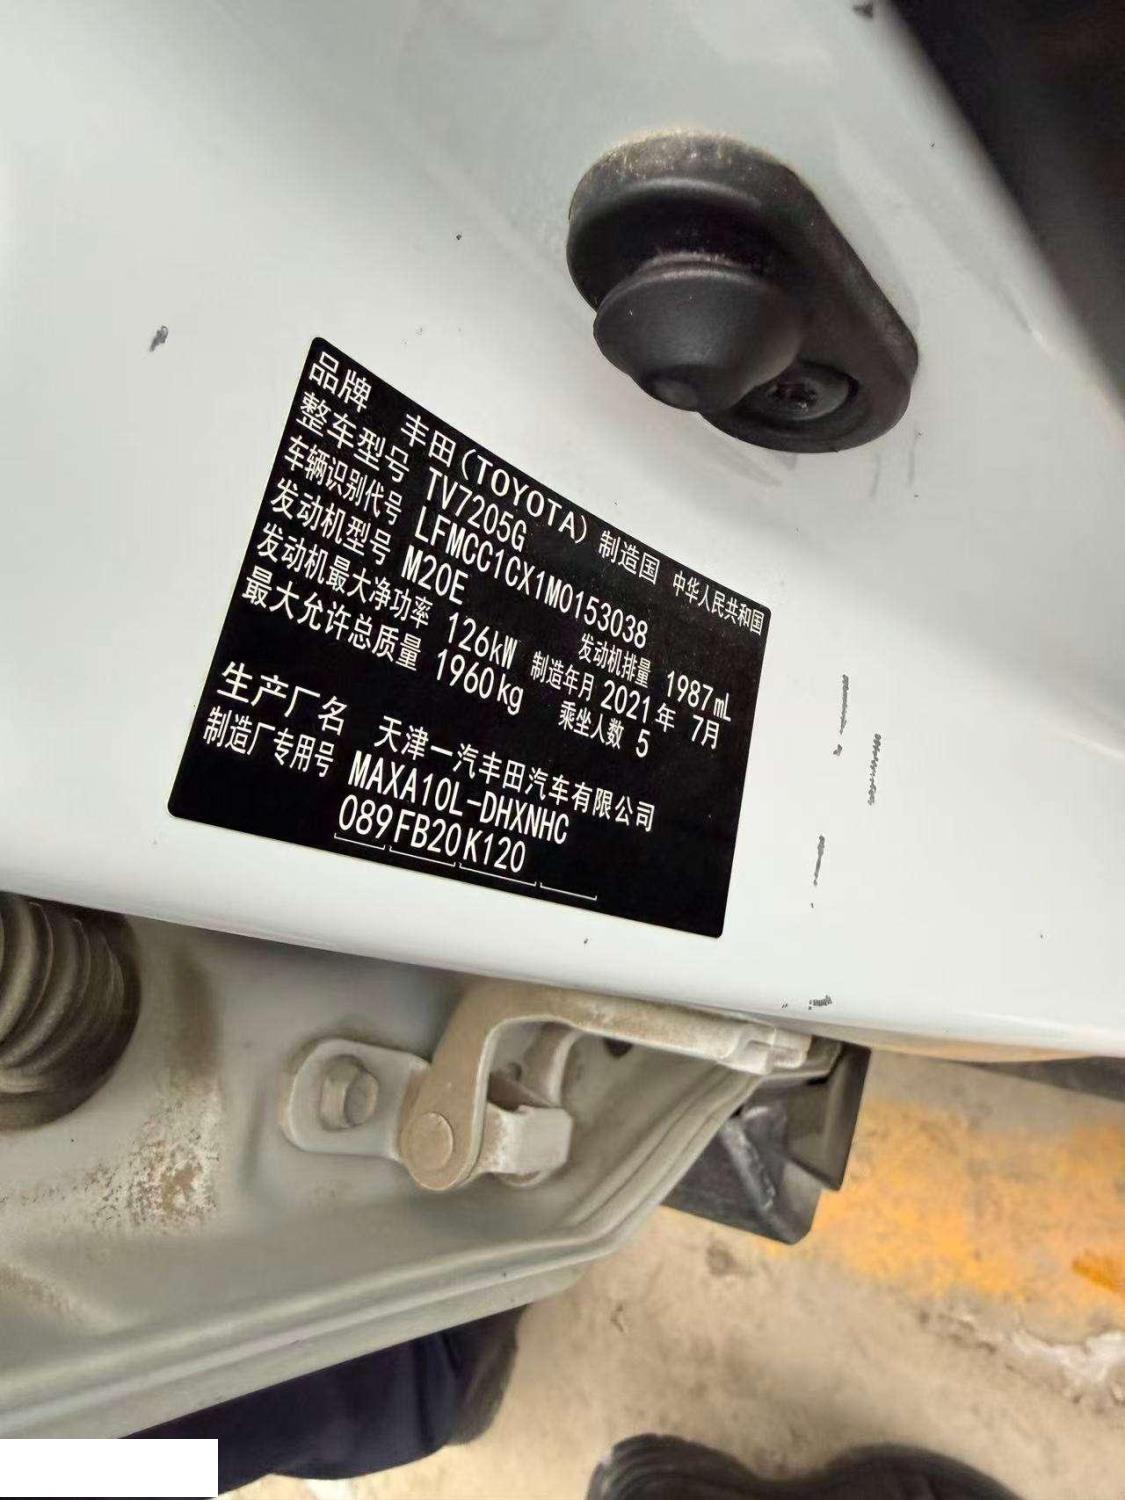 品牌 丰田(TOYOTA) 制造国 中华人民共和国
整车型号 TV7205G
车辆识别代号 LFMCC1CX1M0153038
发动机型号 M20E 发动机排量 1987mL
发动机最大净功率 126kW 制造年月 2021年 7月
最大允许总质量 1960kg 乘坐人数 5
生产厂名 天津一汽丰田汽车有限公司
制造厂专用号 MAXA10L-DHXNHC
089FB20K120